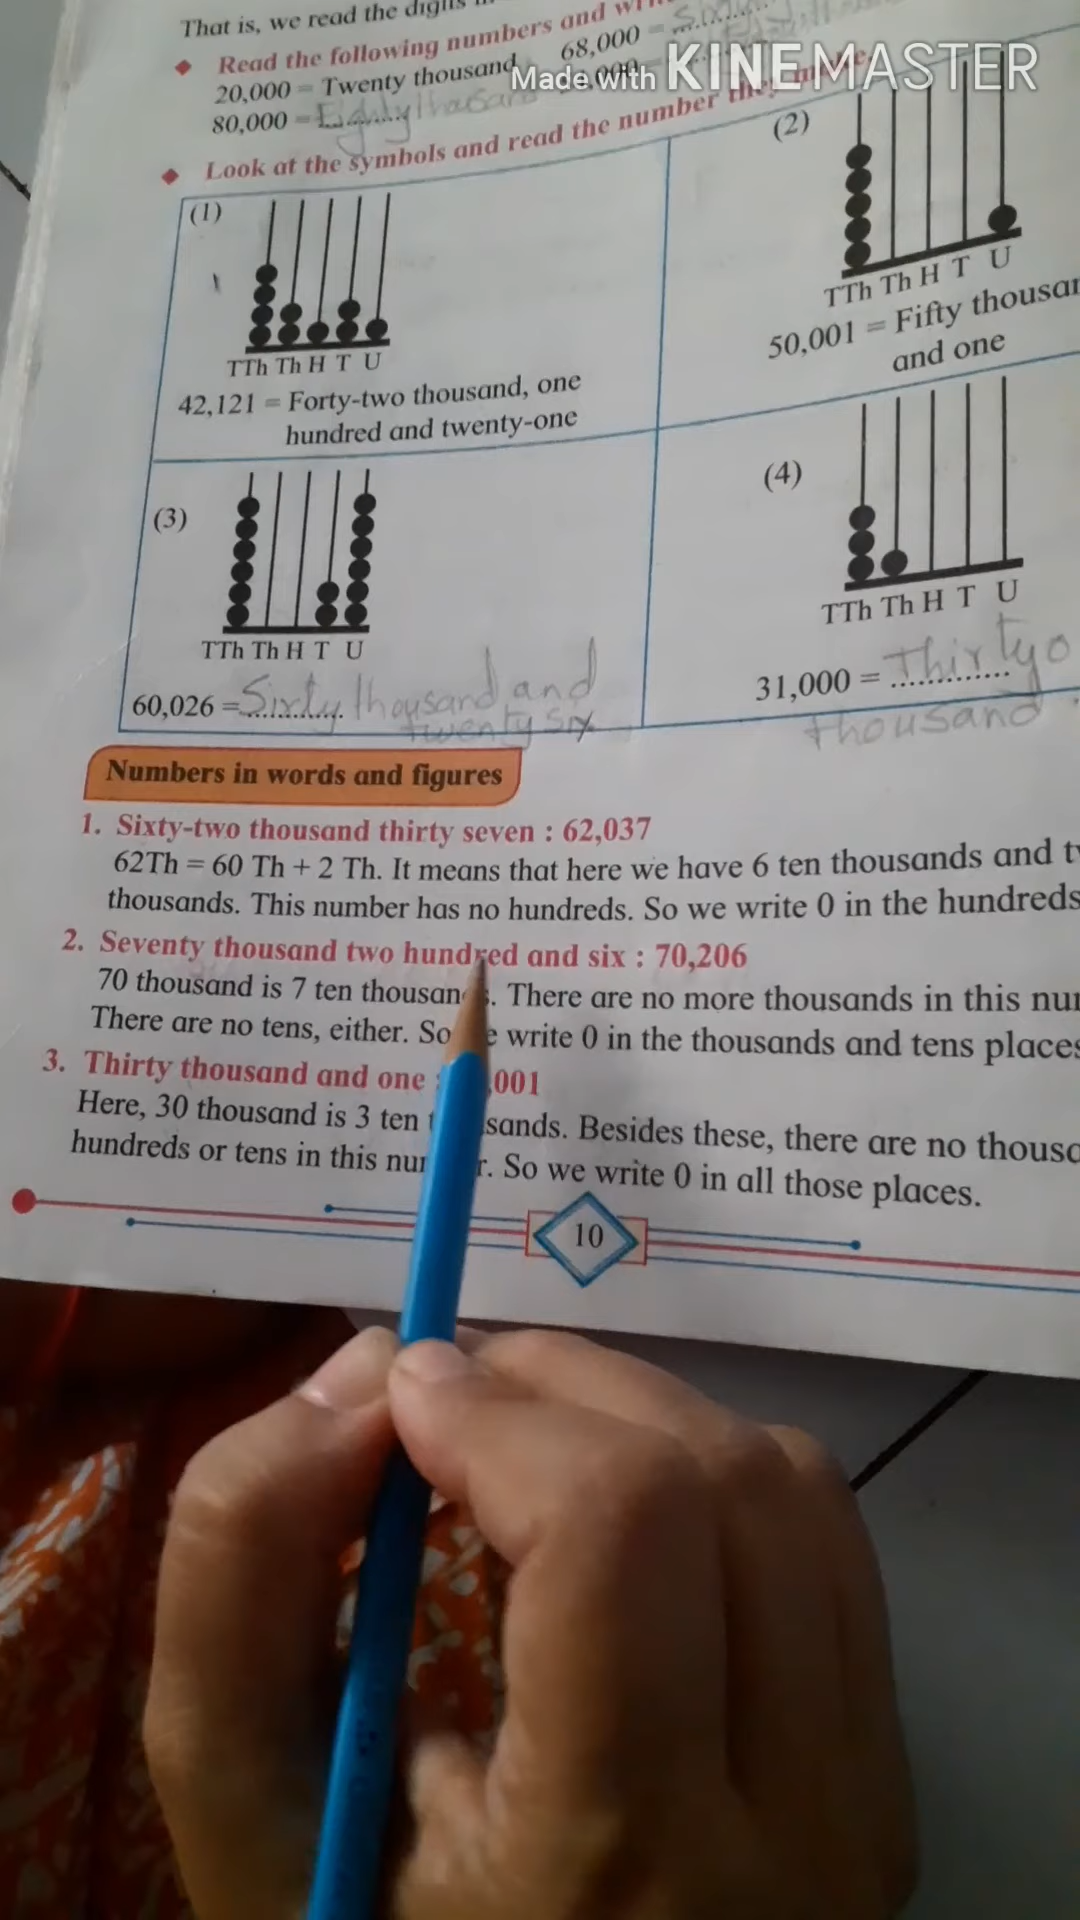 That is, we read the digits
Made with KINEMASTER
◆ Read the following numbers and
20,000 = Twenty thousand
68,000 =
80,000 = Eighty thousand
◆ Look at the symbols and read the number they
(1)
TTh Th H T U
42,121 = Forty-two thousand, one
hundred and twenty-one
(2)
TTh Th H T U
50,001 = Fifty
and one
(3)
TTh Th H T U
60,026 = Sixty thousand and
twenty six
(4)
TTh Th H T U
31,000 = Thirty
thousand
Numbers in words and figures
1. Sixty-two thousand thirty seven : 62,037
62Th = 60 Th + 2 Th. It means that here we have 6 ten thousands and
thousands. This number has no hundreds. So we write 0 in the hundreds
2. Seventy thousand two hundred and six : 70,206
70 thousand is 7 ten thousands. There are no more thousands in this
There are no tens, either. So we write 0 in the thousands and tens places
3. Thirty thousand and one : ,001
Here, 30 thousand is 3 ten thousands. Besides these, there are no
hundreds or tens in this number. So we write 0 in all those places.
10